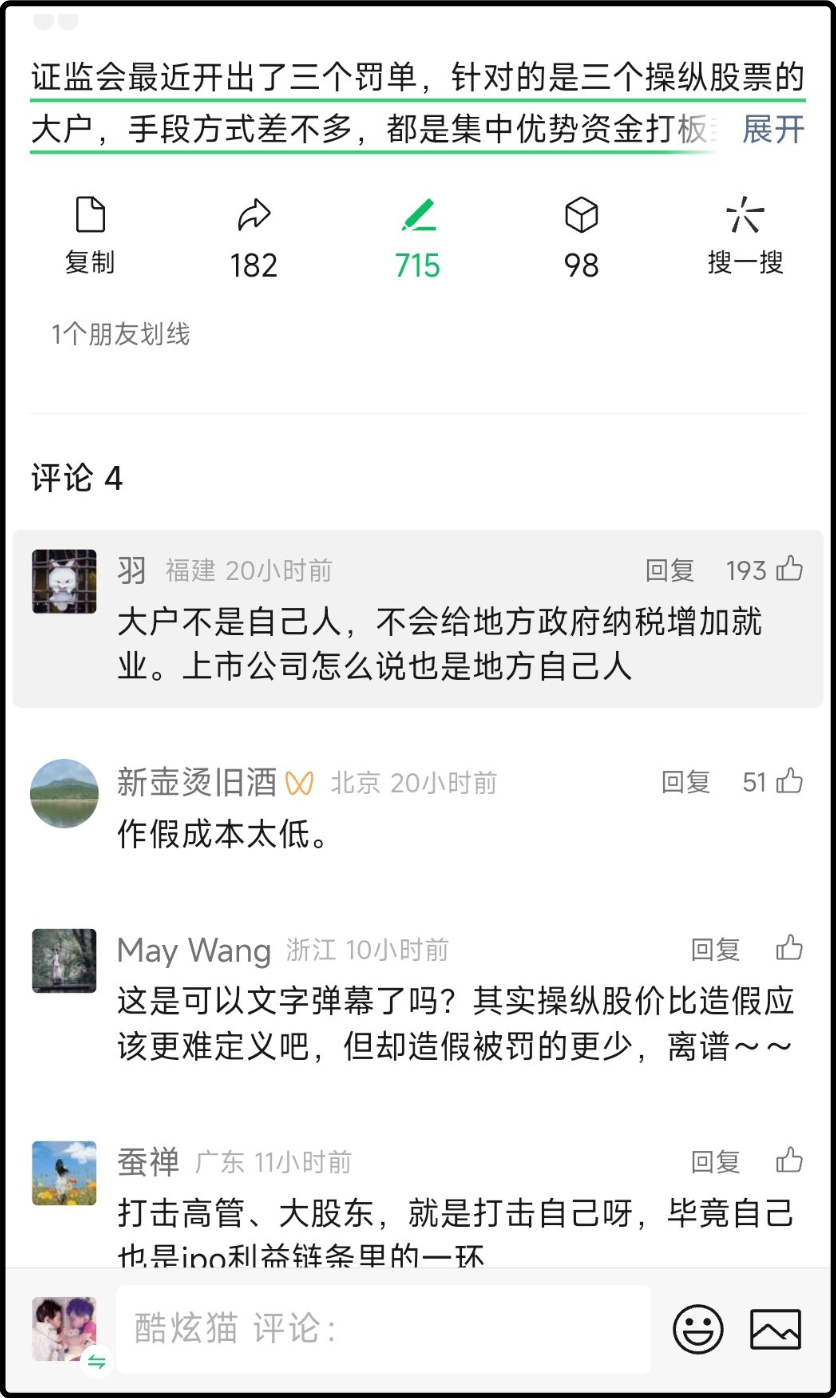 证监会最近开出了三个罚单，针对的是三个操纵股票的
大户，手段方式差不多，都是集中优势资金打板 展开
复制 182 715 98 搜一搜
1个朋友划线
评论 4
羽 福建 20小时前 回复 193
大户不是自己人，不会给地方政府纳税增加就
业。上市公司怎么说也是地方自己人
新壶烫旧酒 北京 20小时前 回复 51
作假成本太低。
May Wang 浙江 10小时前 回复
这是可以文字弹幕了吗？其实操纵股价比造假应
该更难定义吧，但却造假被罚的更少，离谱～～
蚕禅 广东 11小时前 回复
打击高管、大股东，就是打击自己呀，毕竟自己
也是ipo利益链条里的一环
酷炫猫 评论：